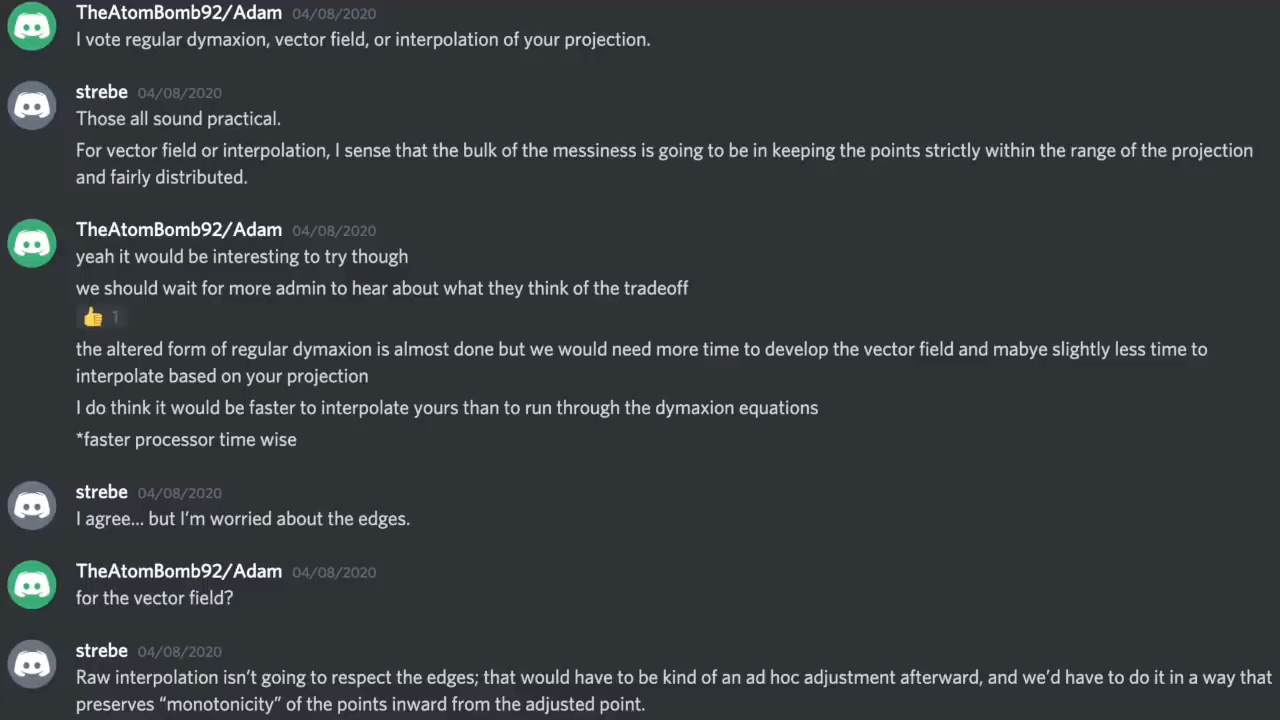 TheAtomBomb92/Adam 04/08/2020
I vote regular dymaxion, vector field, or interpolation of your projection.
strebe 04/08/2020
Those all sound practical.
For vector field or interpolation, I sense that the bulk of the messiness is going to be in keeping the points strictly within the range of the projection
and fairly distributed.
TheAtomBomb92/Adam 04/08/2020
yeah it would be interesting to try though
we should wait for more admin to hear about what they think of the tradeoff
👍 1
the altered form of regular dymaxion is almost done but we would need more time to develop the vector field and mabye slightly less time to
interpolate based on your projection
I do think it would be faster to interpolate yours than to run through the dymaxion equations
*faster processor time wise
strebe 04/08/2020
I agree... but I'm worried about the edges.
TheAtomBomb92/Adam 04/08/2020
for the vector field?
strebe 04/08/2020
Raw interpolation isn't going to respect the edges; that would have to be kind of an ad hoc adjustment afterward, and we'd have to do it in a way that
preserves “monotonicity” of the points inward from the adjusted point.